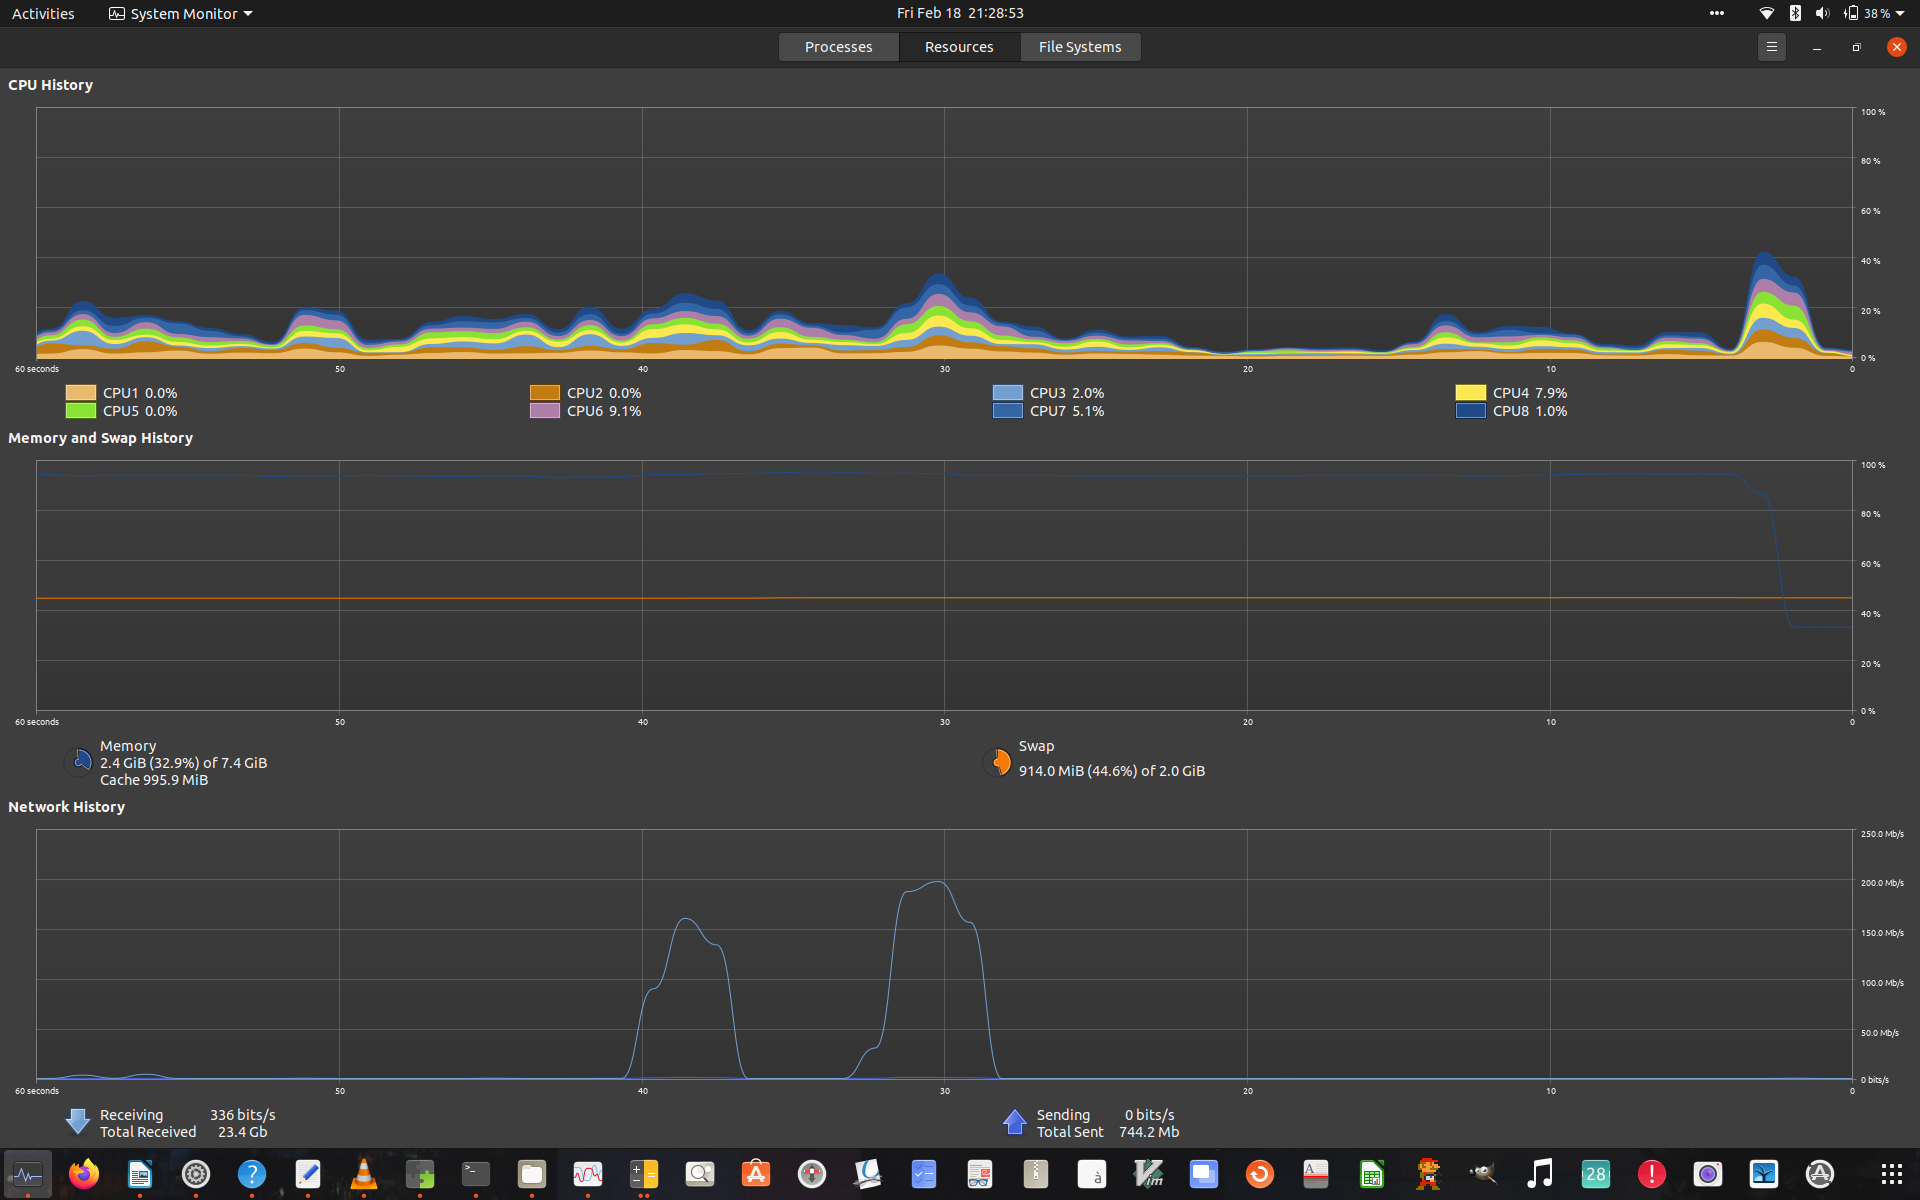 Activities System Monitor Fri Feb 18 21:28:53 38 %
Processes Resources File Systems
CPU History
100 %
80 %
60 %
40 %
20 %
0 %
60 seconds 50 40 30 20 10 0
CPU1 0.0% CPU2 0.0% CPU3 2.0% CPU4 7.9%
CPU5 0.0% CPU6 9.1% CPU7 5.1% CPU8 1.0%
Memory and Swap History
100 %
80 %
60 %
40 %
20 %
0 %
60 seconds 50 40 30 20 10 0
Memory
2.4 GiB (32.9%) of 7.4 GiB
Cache 995.9 MiB
Swap
914.0 MiB (44.6%) of 2.0 GiB
Network History
250.0 Mb/s
200.0 Mb/s
150.0 Mb/s
100.0 Mb/s
50.0 Mb/s
0 bits/s
60 seconds 50 40 30 20 10 0
Receiving 336 bits/s
Total Received 23.4 Gb
Sending 0 bits/s
Total Sent 744.2 Mb
? >_ à Vim A 28 !